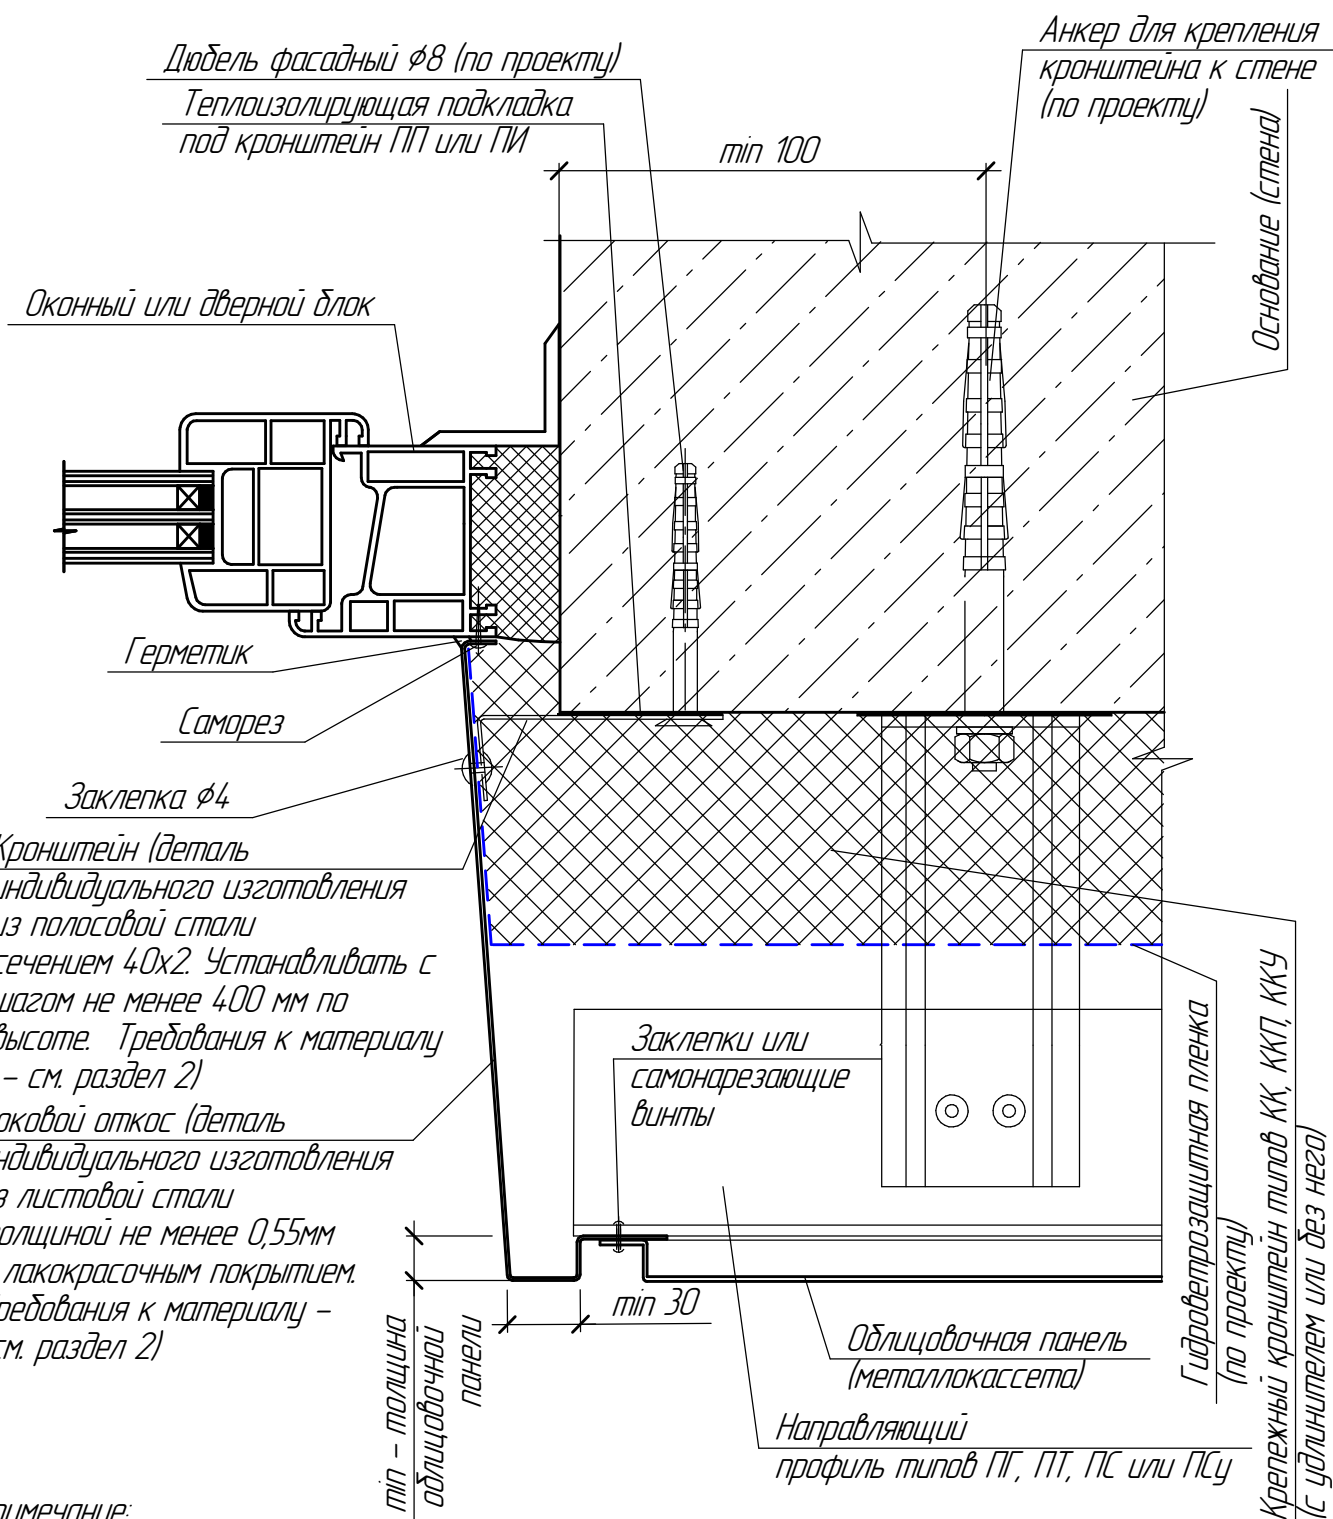 Анкер для крепления
кронштейна к стене
(по проекту)
Дюбель фасадный ϕ8 (по проекту)
Теплоизолирующая подкладка
под кронштейн ПП или ПИ
min 100
Основание (стена)
Оконный или дверной блок
Герметик
Саморез
Заклепка ϕ4
Кронштейн (деталь
индивидуального изготовления
из полосовой стали
сечением 40х2. Устанавливать с
шагом не менее 400 мм по
высоте. Требования к материалу
- см. раздел 2)
оковой откос (деталь
ндивидуального изготовления
з листовой стали
олщиной не менее 0,55мм
лакокрасочным покрытием.
ребования к материалу -
см. раздел 2)
Заклепки или
самонарезающие
винты
min 30
min - толщина
облицовочной
панели
Облицовочная панель
(металлокассета)
Направляющий
профиль типов ПГ, ПТ, ПС или ПСу
Гидроветрозащитная пленка
(по проекту)
Крепежный кронштейн типов КК, ККП, ККУ
(с удлинителем или без него)
римечание: